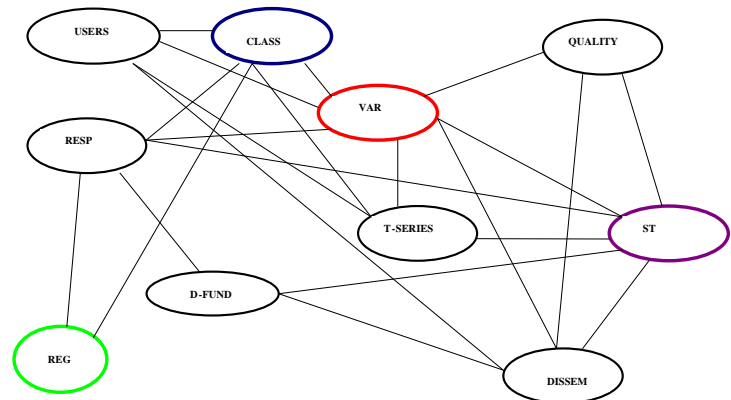 USERS
CLASS
QUALITY
VAR
RESP
T-SERIES
ST
D-FUND
REG
DISSEM